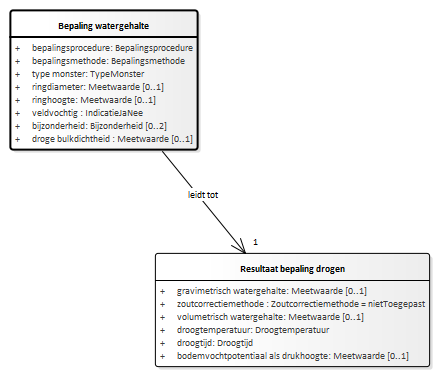 Bepaling watergehalte
+ bepalingsprocedure: Bepalingsprocedure
+ bepalingsmethode: Bepalingsmethode
+ type monster: TypeMonster
+ ringdiameter: Meetwaarde [0..1]
+ ringhoogte: Meetwaarde [0..1]
+ veldvochtig : IndicatieJaNee
+ bijzonderheid: Bijzonderheid [0..2]
+ droge bulkdichtheid : Meetwaarde [0..1]
leidt tot
1
Resultaat bepaling drogen
+ gravimetrisch watergehalte: Meetwaarde [0..1]
+ zoutcorrectiemethode : Zoutcorrectiemethode = nietToegepast
+ volumetrisch watergehalte: Meetwaarde [0..1]
+ droogtemperatuur: Droogtemperatuur
+ droogtijd: Droogtijd
+ bodemvochtpotentiaal als drukhoogte: Meetwaarde [0..1]